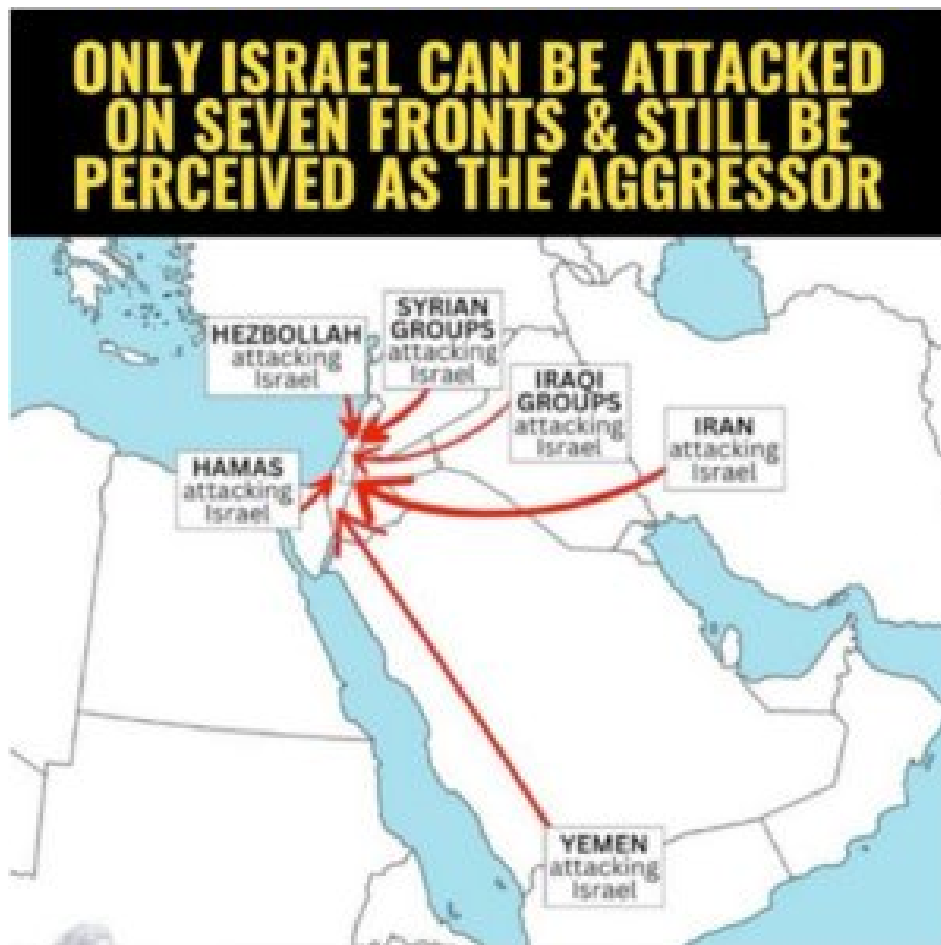 ONLY ISRAEL CAN BE ATTACKED
ON SEVEN FRONTS & STILL BE
PERCEIVED AS THE AGGRESSOR
SYRIAN
GROUPS
attacking
Israel
HEZBOLLAH
attacking
Israel
IRAQI
GROUPS
attacking
Israel
IRAN
attacking
Israel
HAMAS
attacking
Israel
YEMEN
attacking
Israel